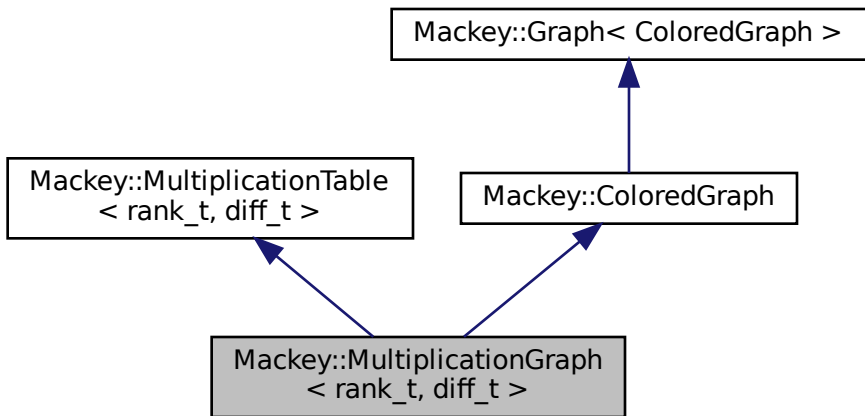 Mackey::Graph< ColoredGraph >
Mackey::MultiplicationTable
< rank_t, diff_t >
Mackey::ColoredGraph
Mackey::MultiplicationGraph
< rank_t, diff_t >